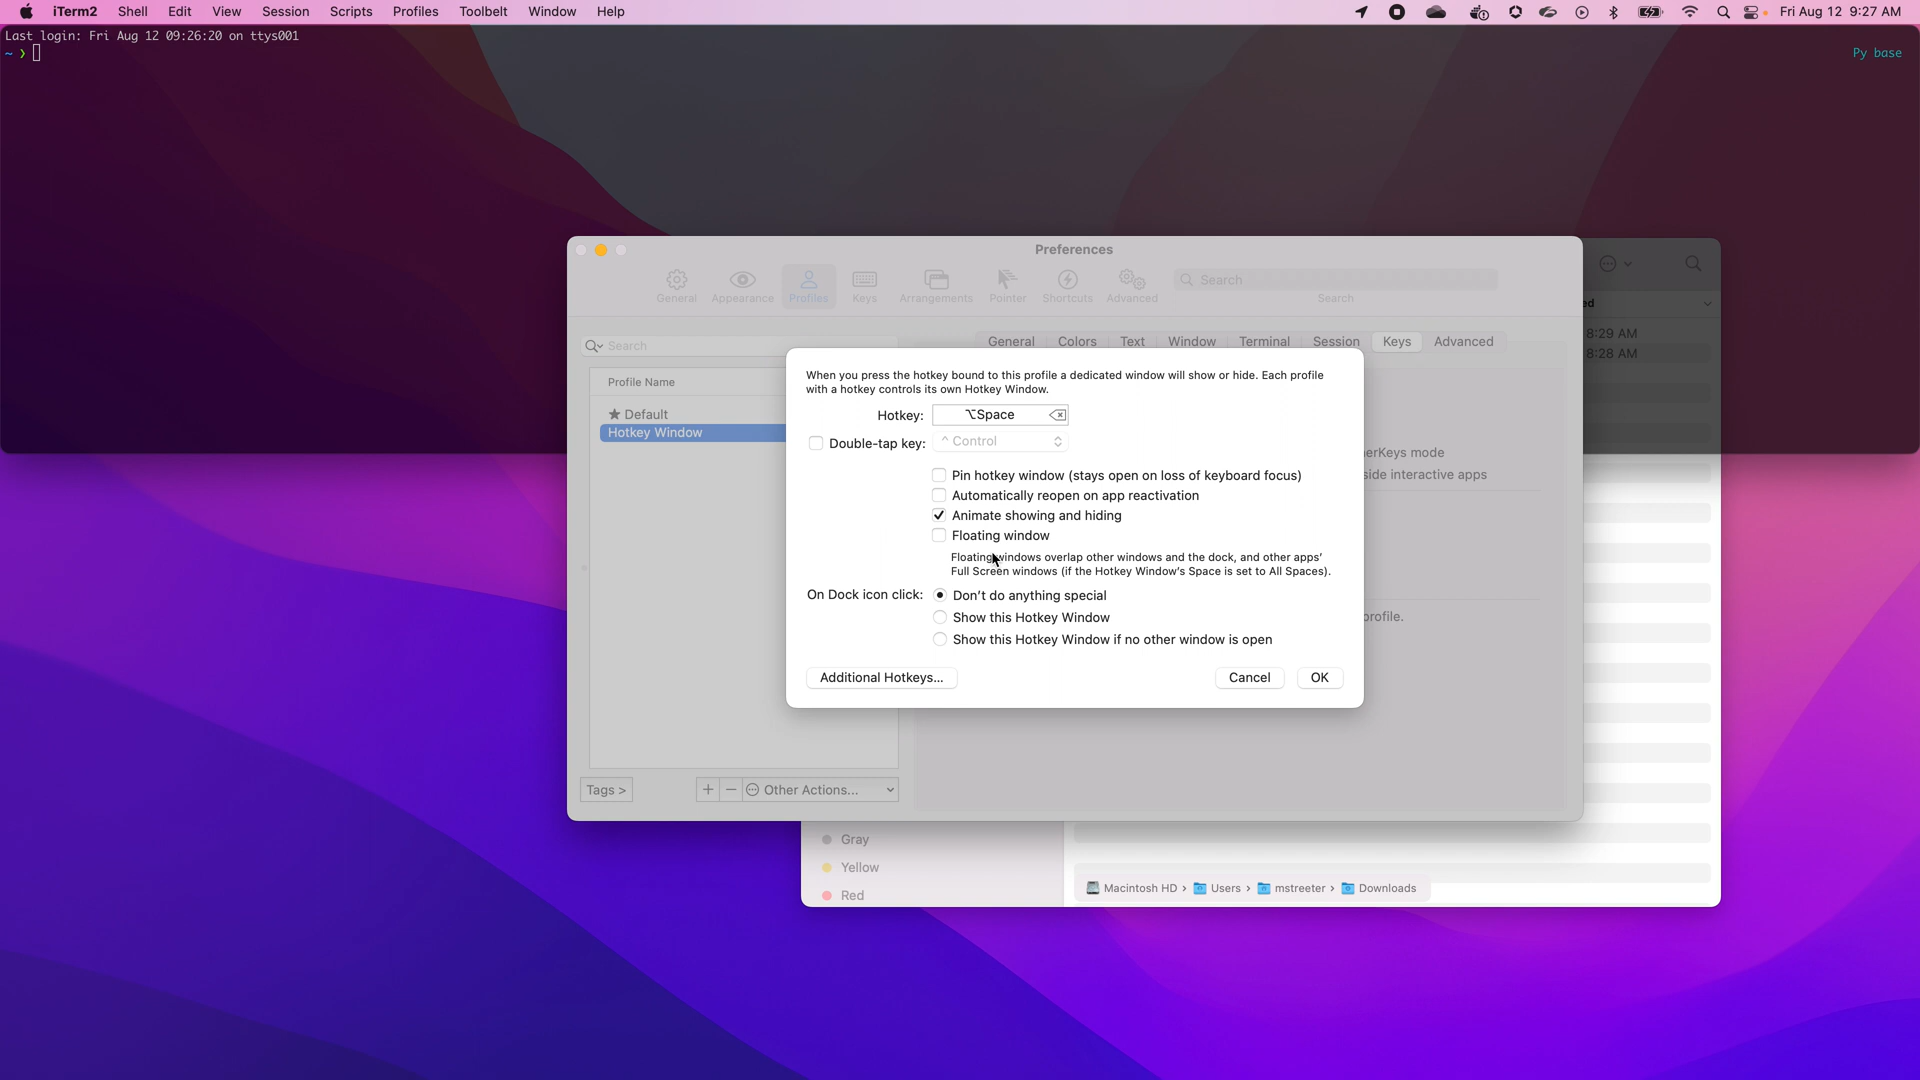 iTerm2 Shell Edit View Session Scripts Profiles Toolbelt Window Help Fri Aug 12 9:27 AM
Last login: Fri Aug 12 09:26:20 on ttys001
~ ❯
Py base
Preferences
General Appearance Profiles Keys Arrangements Pointer Shortcuts Advanced
Search
Search
ed
8:29 AM
8:28 AM
Search
General Colors Text Window Terminal Session Keys Advanced
Profile Name
★ Default
Hotkey Window
When you press the hotkey bound to this profile a dedicated window will show or hide. Each profile
with a hotkey controls its own Hotkey Window.
Hotkey: ⌥Space
Double-tap key: ^ Control
Pin hotkey window (stays open on loss of keyboard focus)
Automatically reopen on app reactivation
Animate showing and hiding
Floating window
Floating windows overlap other windows and the dock, and other apps'
Full Screen windows (if the Hotkey Window's Space is set to All Spaces).
On Dock icon click: Don't do anything special
Show this Hotkey Window
Show this Hotkey Window if no other window is open
Additional Hotkeys... Cancel OK
erKeys mode
side interactive apps
profile.
Tags > + − Other Actions...
Gray
Yellow
Red
Macintosh HD › Users › mstreeter › Downloads